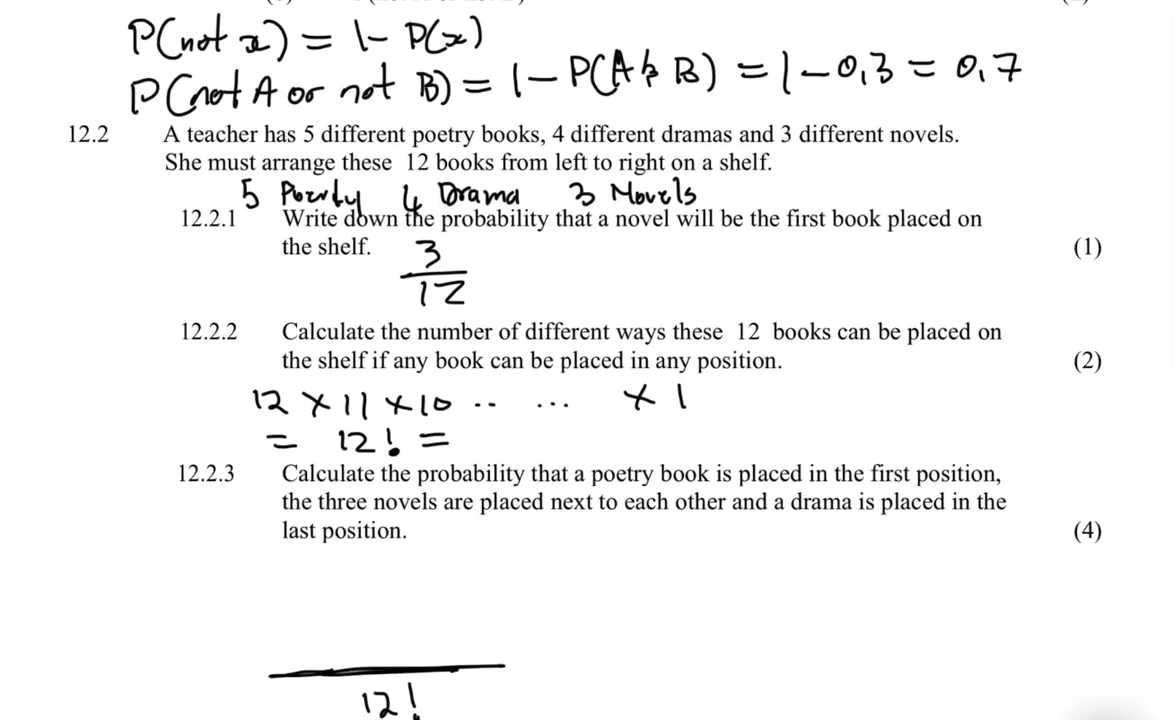 P(not x) = 1 - P(x)
P(not A or not B) = 1 - P(A & B) = 1 - 0,3 = 0,7
12.2 A teacher has 5 different poetry books, 4 different dramas and 3 different novels.
She must arrange these 12 books from left to right on a shelf.
5 Poerty 4 Drama 3 Novels
12.2.1 Write down the probability that a novel will be the first book placed on
the shelf. (1)
3
12
12.2.2 Calculate the number of different ways these 12 books can be placed on
the shelf if any book can be placed in any position. (2)
12 × 11 × 10 .. ... × 1
= 12! =
12.2.3 Calculate the probability that a poetry book is placed in the first position,
the three novels are placed next to each other and a drama is placed in the
last position. (4)
12!